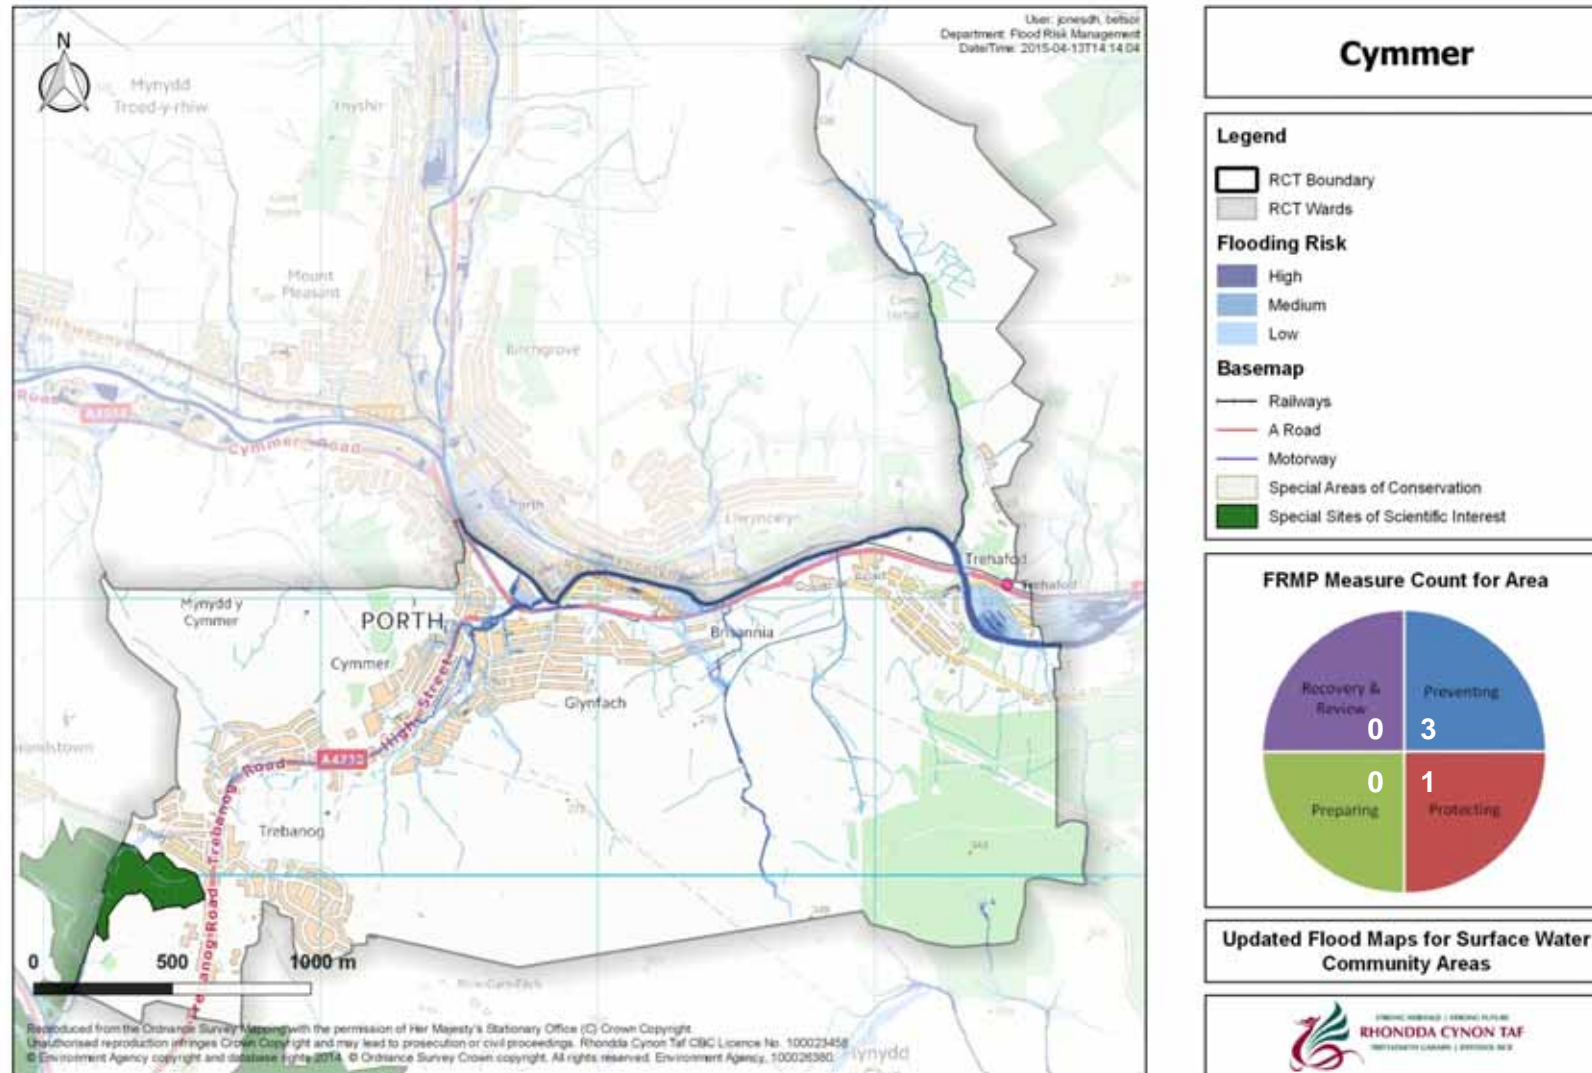 User: jonesdh, betsor
Department: Flood Risk Management
Date/Time: 2015-04-13T14:14:04
N
Mynydd
Troed-y-rhiw
Ynyshir
Mount
Pleasant
Birchgrove
Cymmer Road
Porth
Llwyncelyn
Trehafod
Trehafod
Mynydd y
Cymmer
PORTH
Britannia
Cymmer
High Street
Glynfach
A4233
Trebanog Road
Trebanog
Trebanog Road
0 500 1000 m
Mynydd
Reproduced from the Ordnance Survey Mapping with the permission of Her Majesty's Stationary Office (C) Crown Copyright
Unauthorised reproduction infringes Crown Copyright and may lead to prosecution or civil proceedings. Rhondda Cynon Taf CBC Licence No. 100023458
© Environment Agency copyright and database rights 2014. © Ordnance Survey Crown copyright. All rights reserved. Environment Agency, 100026380.
Cymmer
Legend
RCT Boundary
RCT Wards
Flooding Risk
High
Medium
Low
Basemap
Railways
A Road
Motorway
Special Areas of Conservation
Special Sites of Scientific Interest
FRMP Measure Count for Area
Recovery &
Review
0
Preventing
3
0
Preparing
1
Protecting
Updated Flood Maps for Surface Water
Community Areas
STRONG HERITAGE | STRONG FUTURE
RHONDDA CYNON TAF